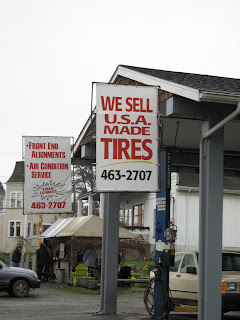 WE SELL
U.S.A.
MADE
TIRES
463-2707
• FRONT END
ALIGNMENTS
• AIR CONDITION
SERVICE
463-2707